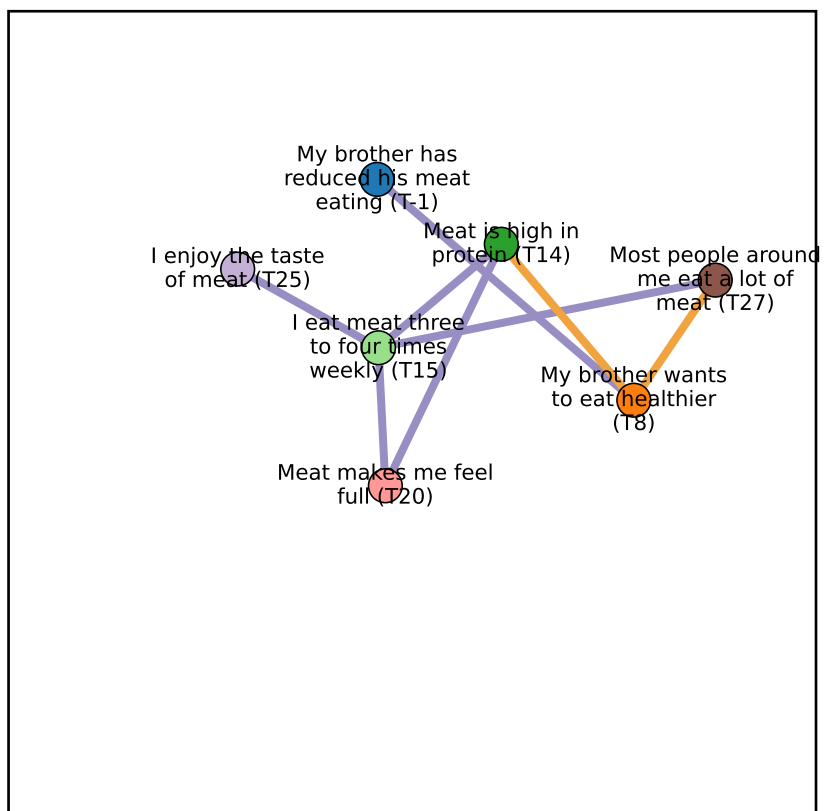 My brother has
reduced his meat
eating (T-1)
Meat is high in
protein (T14)
I enjoy the taste
of meat (T25)
Most people around
me eat a lot of
meat (T27)
I eat meat three
to four times
weekly (T15)
My brother wants
to eat healthier
(T8)
Meat makes me feel
full (T20)